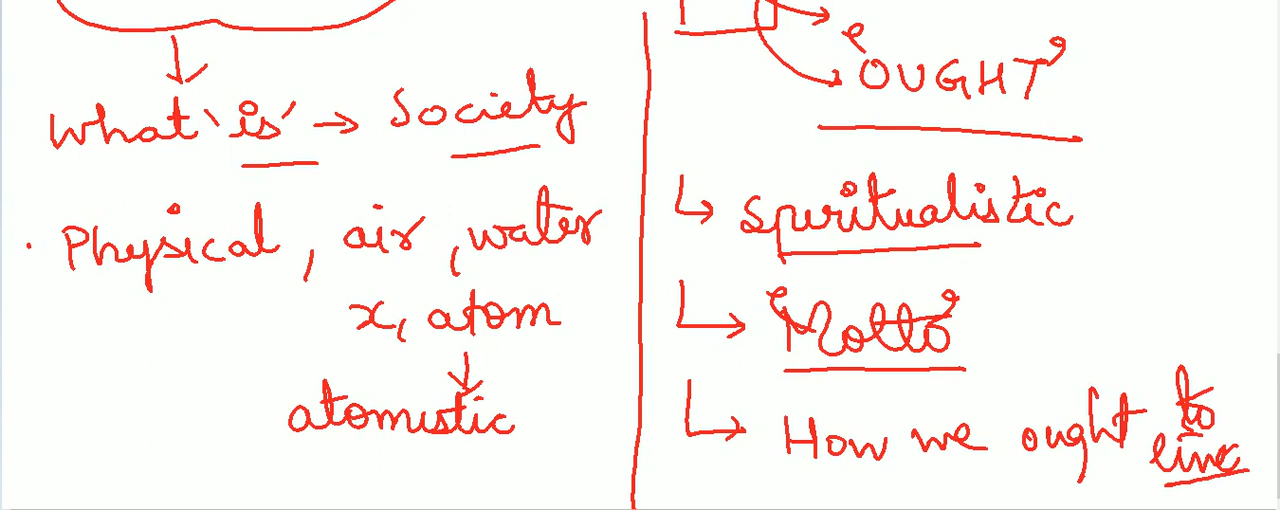 What 'is' → Society
· Physical, air, water
x, atom
↓
atomistic
"OUGHT"
↳ Spiritualistic
↳ "Motto"
↳ How we ought to
live